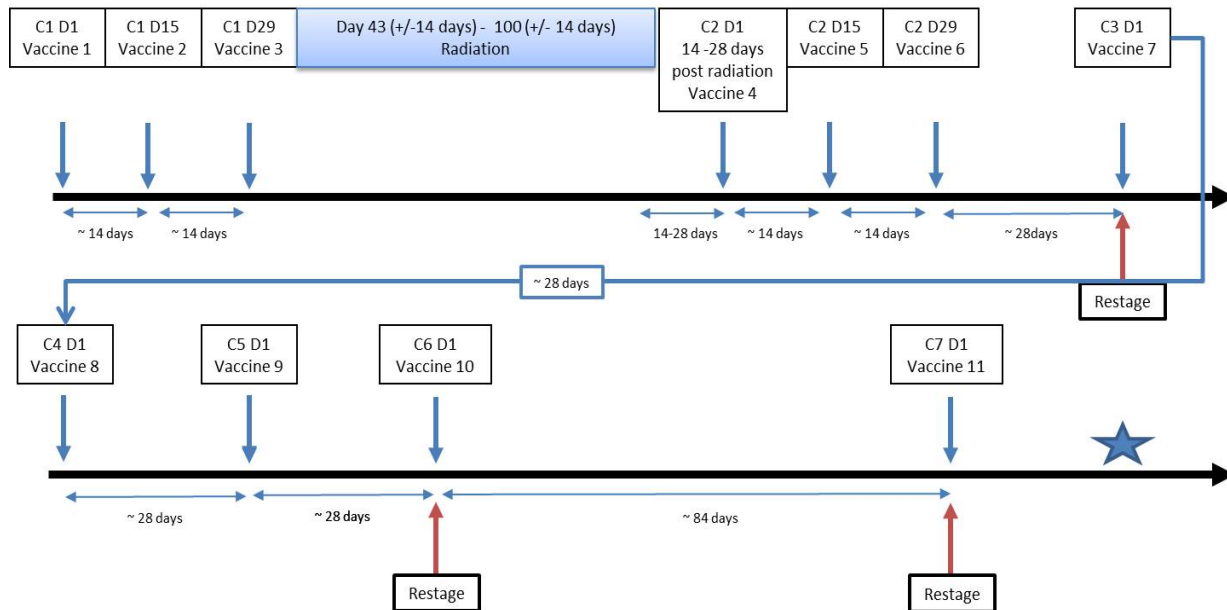 C1 D1
Vaccine 1
C1 D15
Vaccine 2
C1 D29
Vaccine 3
Day 43 (+/-14 days) - 100 (+/- 14 days)
Radiation
C2 D1
14 -28 days
post radiation
Vaccine 4
C2 D15
Vaccine 5
C2 D29
Vaccine 6
C3 D1
Vaccine 7
~ 14 days
~ 14 days
14-28 days
~ 14 days
~ 14 days
~ 28days
~ 28 days
Restage
C4 D1
Vaccine 8
C5 D1
Vaccine 9
C6 D1
Vaccine 10
C7 D1
Vaccine 11
~ 28 days
~ 28 days
~ 84 days
Restage
Restage